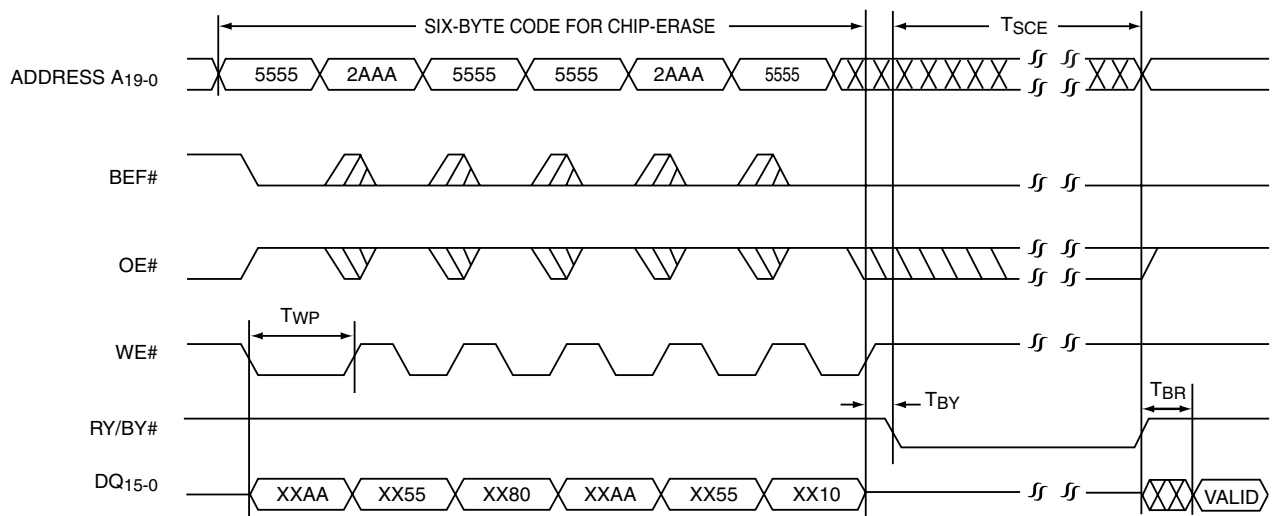 SIX-BYTE CODE FOR CHIP-ERASE TSCE
ADDRESS A19-0 5555 2AAA 5555 5555 2AAA 5555
BEF#
OE#
TWP
WE#
TBY TBR
RY/BY#
DQ15-0 XXAA XX55 XX80 XXAA XX55 XX10 VALID